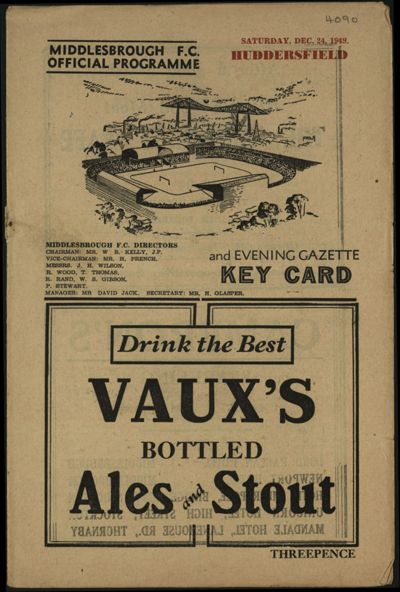 4090
MIDDLESBROUGH F.C.
OFFICIAL PROGRAMME
SATURDAY, DEC. 24, 1949.
HUDDERSFIELD
MIDDLESBROUGH F.C. DIRECTORS
CHAIRMAN: MR. W. R. KELLY, J.P.
VICE-CHAIRMAN: MR. H. FRENCH.
MESSRS. J. H. WILSON,
R. WOOD, T. THOMAS,
E. RAND, W. S. GIBSON,
P. STEWART.
MANAGER: MR DAVID JACK. SECRETARY: MR. H. GLASPER.
and EVENING GAZETTE
KEY CARD
Drink the Best
VAUX'S
BOTTLED
Ales and Stout
THREEPENCE